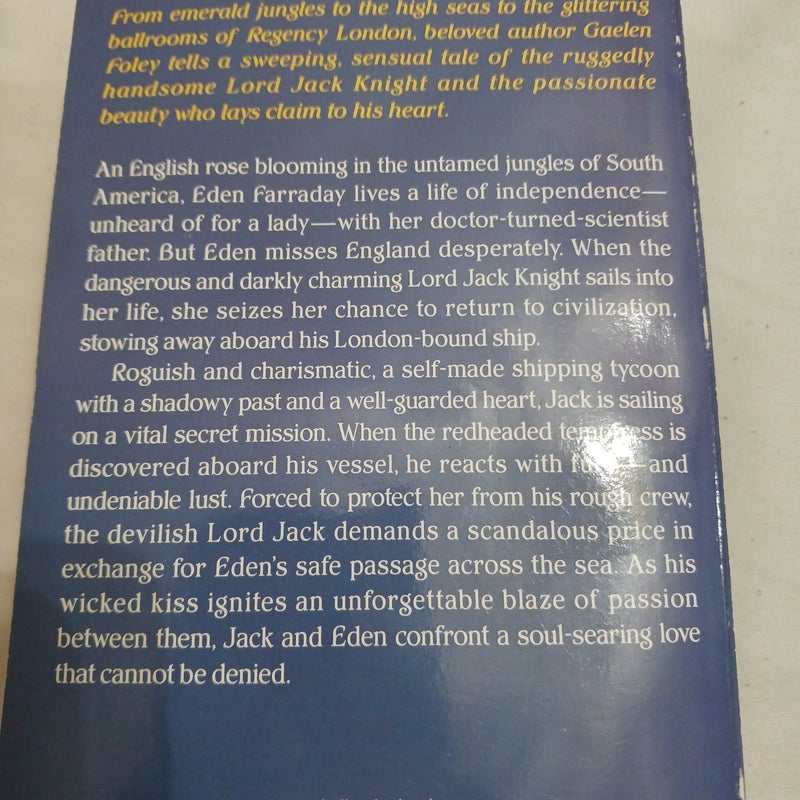 From emerald jungles to the high seas to the glittering
ballrooms of Regency London, beloved author Gaelen
Foley tells a sweeping, sensual tale of the ruggedly
handsome Lord Jack Knight and the passionate
beauty who lays claim to his heart.
An English rose blooming in the untamed jungles of South
America, Eden Farraday lives a life of independence—
unheard of for a lady—with her doctor-turned-scientist
father. But Eden misses England desperately. When the
dangerous and darkly charming Lord Jack Knight sails into
her life, she seizes her chance to return to civilization,
stowing away aboard his London-bound ship.
Roguish and charismatic, a self-made shipping tycoon
with a shadowy past and a well-guarded heart, Jack is sailing
on a vital secret mission. When the redheaded temptress is
discovered aboard his vessel, he reacts with —and
undeniable lust. Forced to protect her from his rough crew,
the devilish Lord Jack demands a scandalous price in
exchange for Eden's safe passage across the sea. As his
wicked kiss ignites an unforgettable blaze of passion
between them, Jack and Eden confront a soul-searing love
that cannot be denied.